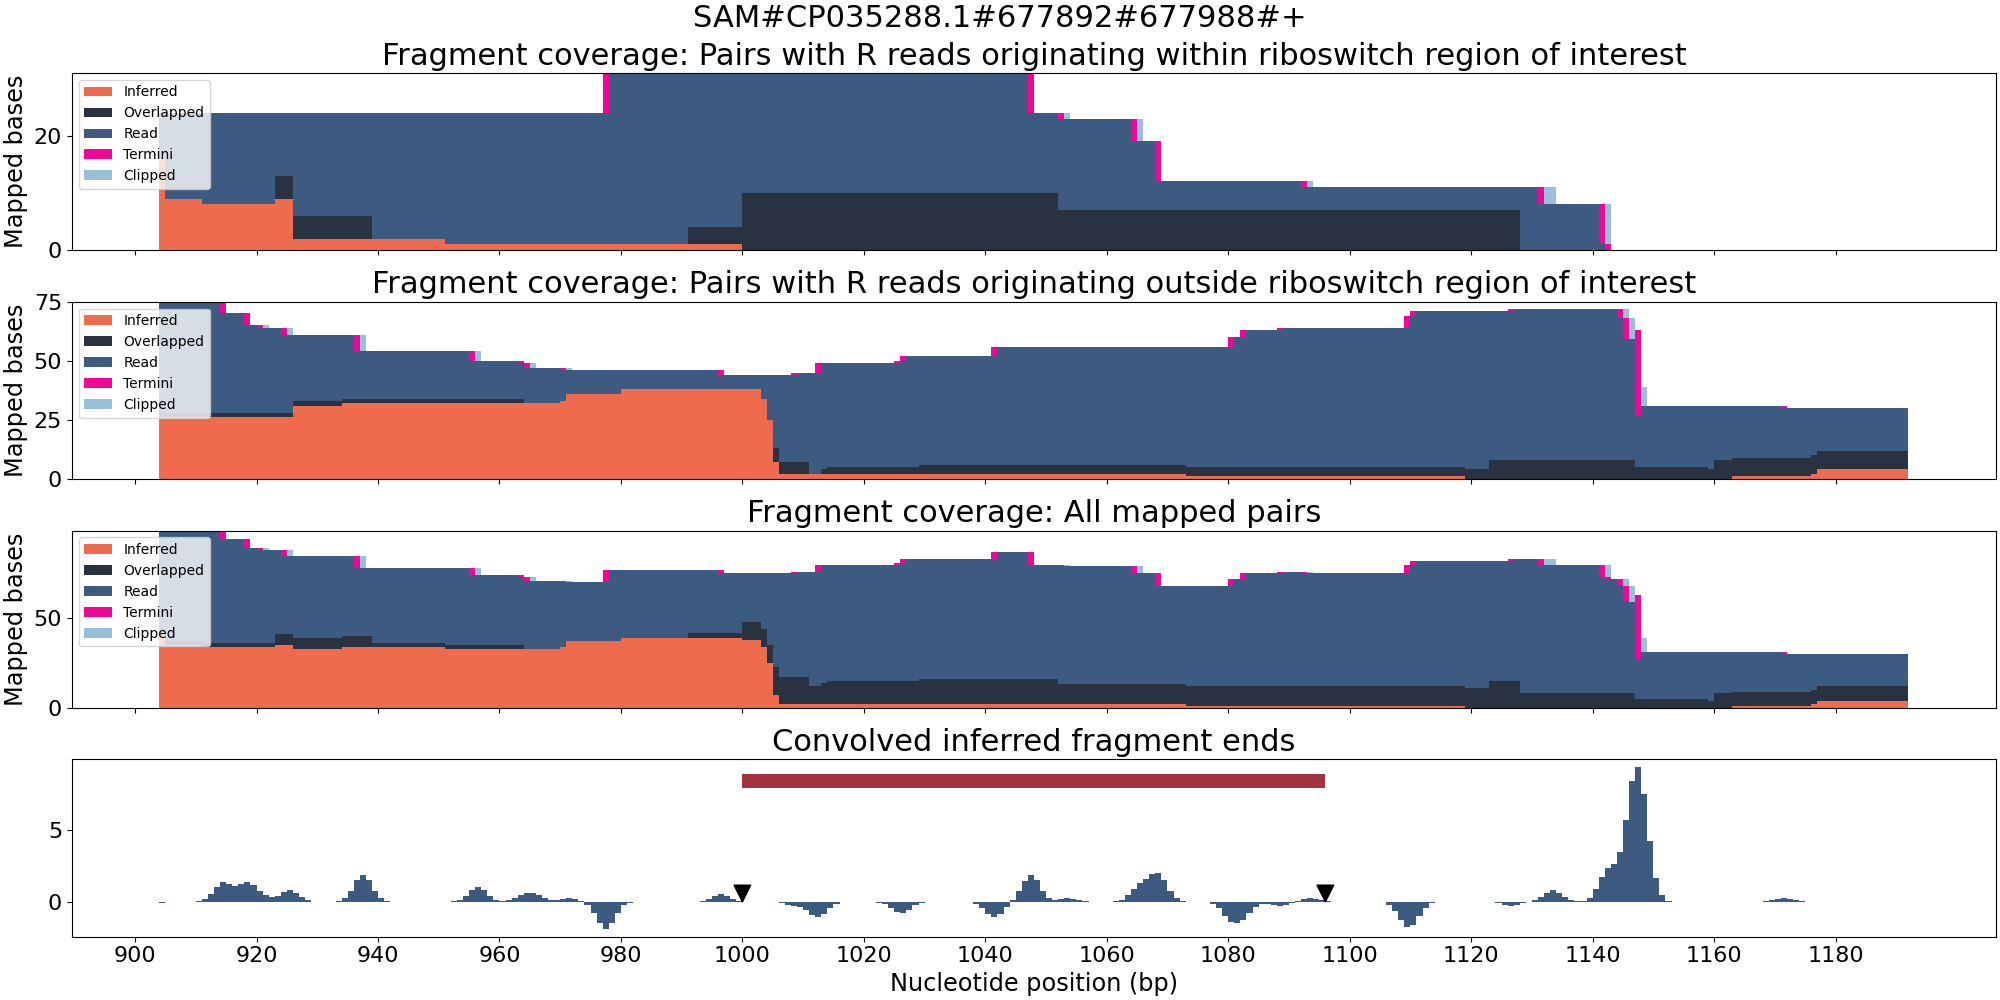 SAM#CP035288.1#677892#677988#+
Fragment coverage: Pairs with R reads originating within riboswitch region of interest
Mapped bases
20
0
Inferred
Overlapped
Read
Termini
Clipped
Fragment coverage: Pairs with R reads originating outside riboswitch region of interest
Mapped bases
75
50
25
0
Inferred
Overlapped
Read
Termini
Clipped
Fragment coverage: All mapped pairs
Mapped bases
50
0
Inferred
Overlapped
Read
Termini
Clipped
Convolved inferred fragment ends
5
0
900 920 940 960 980 1000 1020 1040 1060 1080 1100 1120 1140 1160 1180
Nucleotide position (bp)